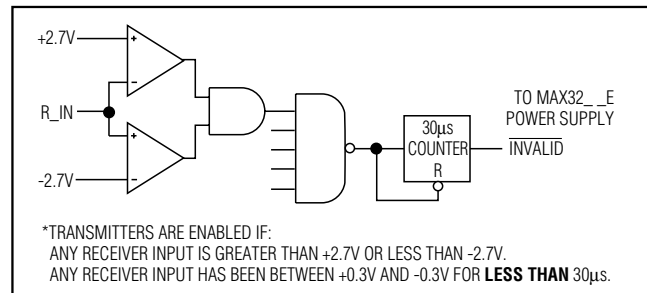 +2.7V
R_IN
-2.7V
+
-
+
-
30μs
COUNTER
R
TO MAX32_ _E
POWER SUPPLY
INVALID
*TRANSMITTERS ARE ENABLED IF:
ANY RECEIVER INPUT IS GREATER THAN +2.7V OR LESS THAN -2.7V.
ANY RECEIVER INPUT HAS BEEN BETWEEN +0.3V AND -0.3V FOR LESS THAN 30μs.